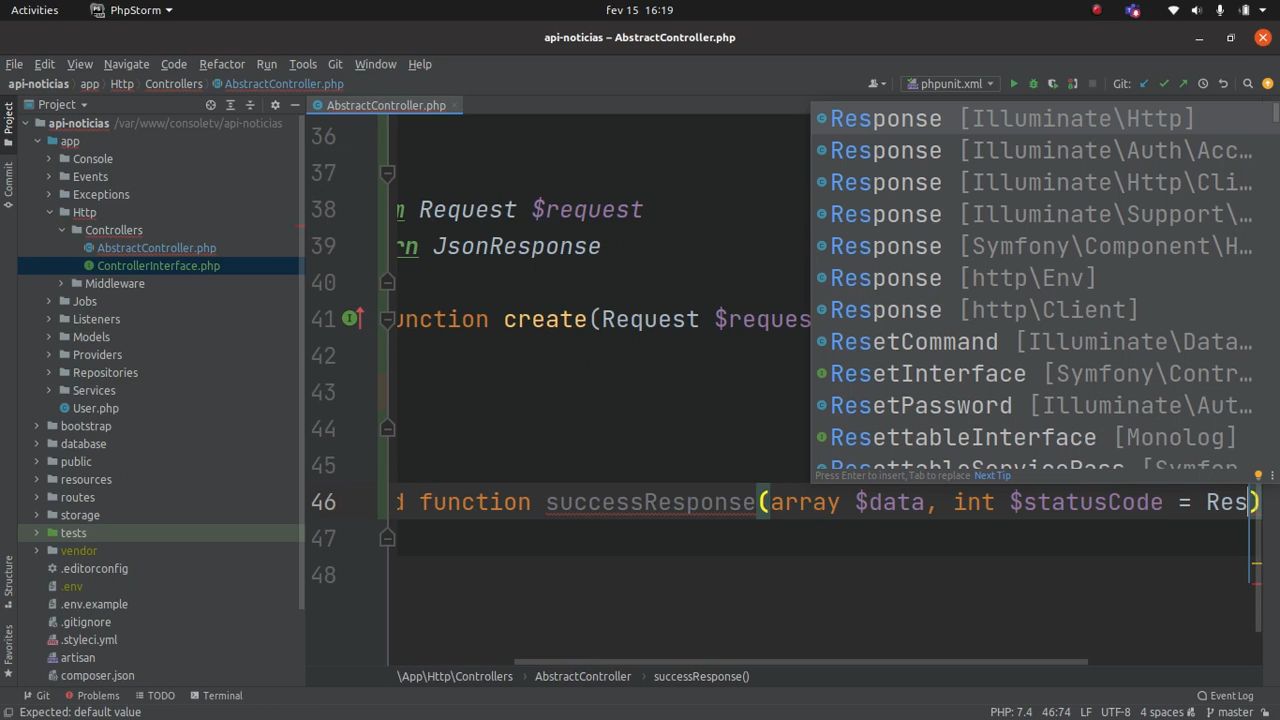 Activities PhpStorm fev 15 16:19
api-noticias – AbstractController.php
File Edit View Navigate Code Refactor Run Tools Git Window Help
api-noticias app Http Controllers AbstractController.php phpunit.xml Git:
Project
AbstractController.php
Project
Commit
Structure
Favorites
api-noticias /var/www/consoletv/api-noticias
app
Console
Events
Exceptions
Http
Controllers
AbstractController.php
ControllerInterface.php
Middleware
Jobs
Listeners
Models
Providers
Repositories
Services
User.php
bootstrap
database
public
resources
routes
storage
tests
vendor
.editorconfig
.env
.env.example
.gitignore
.styleci.yml
artisan
composer.json
36
37
38 m Request $request
39 rn JsonResponse
40
41 unction create(Request $reques
42
43
44
45
46 d function successResponse(array $data, int $statusCode = Res)
47
48
Response [Illuminate\Http]
Response [Illuminate\Auth\Acc...
Response [Illuminate\Http\Cli...
Response [Illuminate\Support\...
Response [Symfony\Component\H...
Response [http\Env]
Response [http\Client]
ResetCommand [Illuminate\Data...
ResetInterface [Symfony\Contr...
ResetPassword [Illuminate\Aut...
ResettableInterface [Monolog]
ResettableServicePass [Symfon...
Press Enter to insert, Tab to replace Next Tip
\App\Http\Controllers AbstractController successResponse()
Git Problems TODO Terminal Event Log
Expected: default value PHP: 7.4 46:74 LF UTF-8 4 spaces master